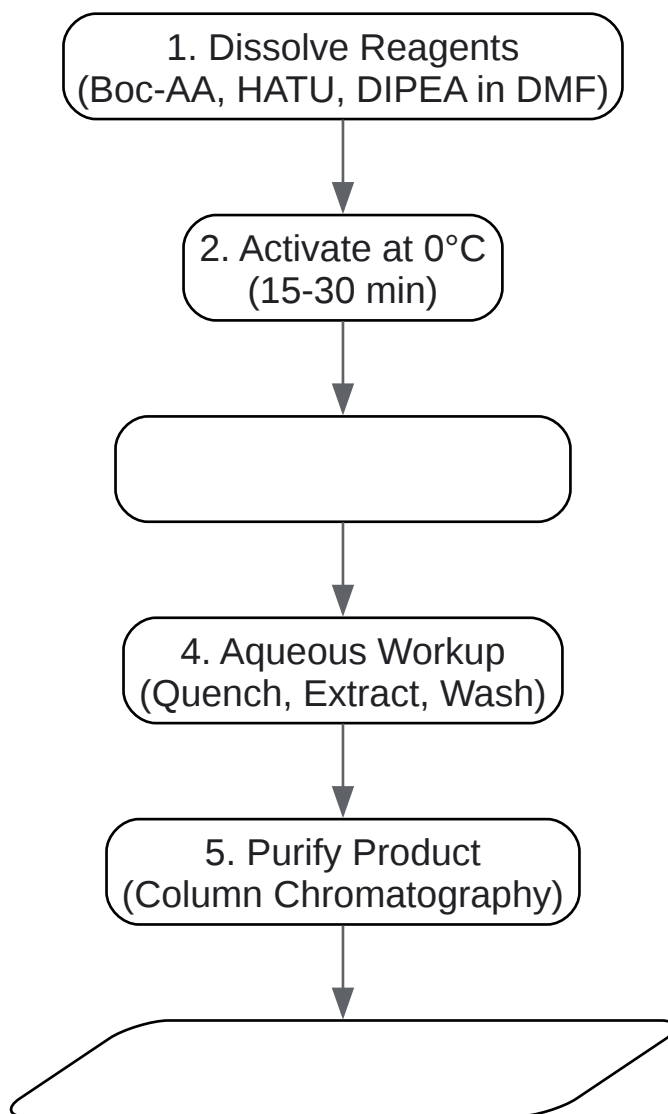 1. Dissolve Reagents
(Boc-AA, HATU, DIPEA in DMF)
2. Activate at 0°C
(15-30 min)
4. Aqueous Workup
(Quench, Extract, Wash)
5. Purify Product
(Column Chromatography)